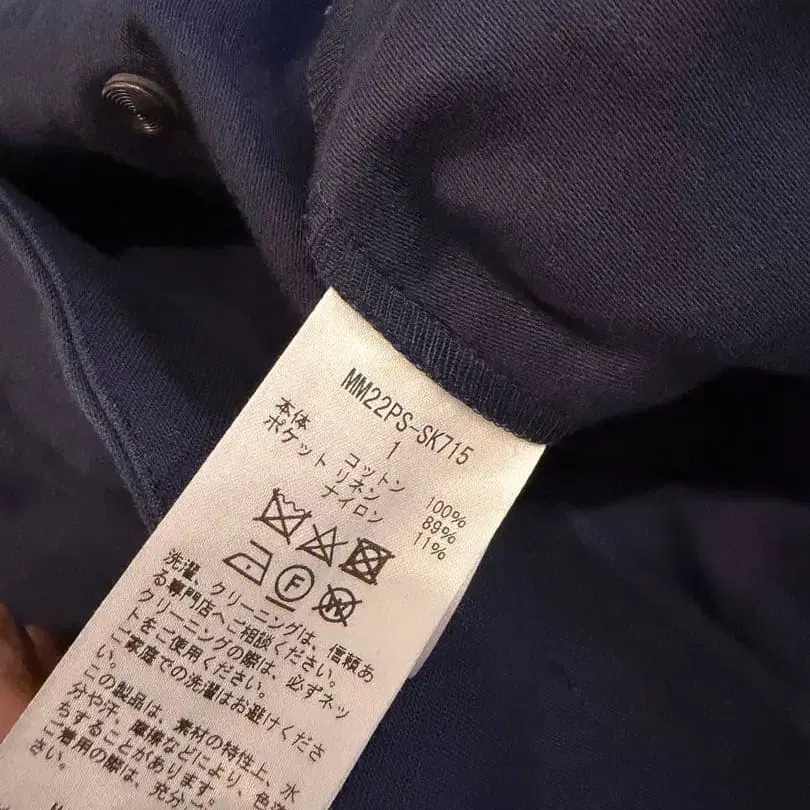 MM22PS-SK715
1
本体 コットン 100%
ポケット リネン 89%
ナイロン 11%
F
W
洗濯、クリーニングは、信頼あ
る専門店へご相談ください。
クリーニングの際は、必ずネッ
トをご使用ください。
ご家庭での洗濯はお避けくださ
い。
この製品は、素材の特性上、水
分や汗、摩擦などにより、色落
ちすることがあります。
ご着用の際は、充分ご
さい。